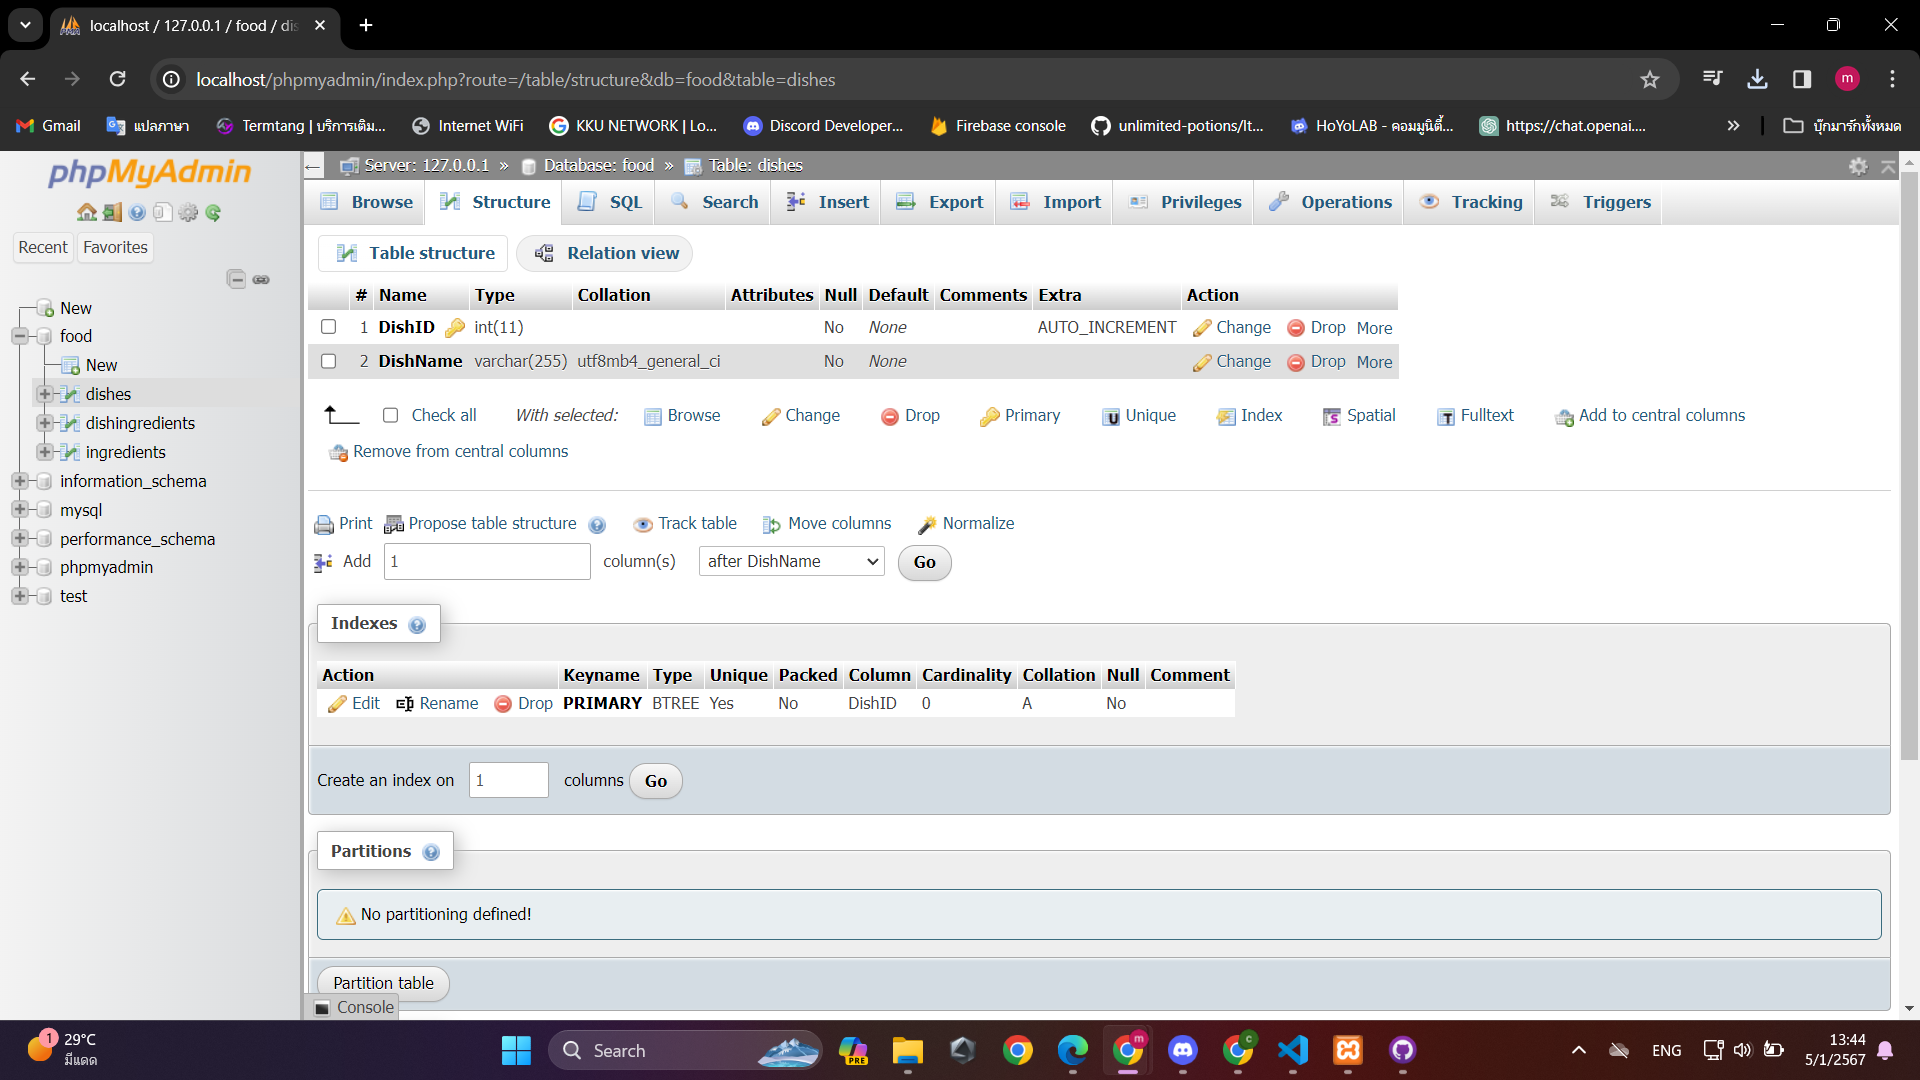 localhost / 127.0.0.1 / food / dis
localhost/phpmyadmin/index.php?route=/table/structure&db=food&table=dishes
m
Gmail
แปลภาษา
Termtang | บริการเติม...
Internet WiFi
KKU NETWORK | Lo...
Discord Developer...
Firebase console
unlimited-potions/It...
HoYoLAB - คอมมูนิตี้...
https://chat.openai....
บุ๊กมาร์กทั้งหมด
phpMyAdmin
Recent
Favorites
New
food
New
dishes
dishingredients
ingredients
information_schema
mysql
performance_schema
phpmyadmin
test
Server: 127.0.0.1 » Database: food » Table: dishes
Browse Structure SQL Search Insert Export Import Privileges Operations Tracking Triggers
Table structure Relation view
# Name Type Collation Attributes Null Default Comments Extra Action
1 DishID int(11) No None AUTO_INCREMENT Change Drop More
2 DishName varchar(255) utf8mb4_general_ci No None Change Drop More
Check all With selected: Browse Change Drop Primary Unique Index Spatial Fulltext Add to central columns
Remove from central columns
Print Propose table structure Track table Move columns Normalize
Add 1 column(s) after DishName Go
Indexes
Action Keyname Type Unique Packed Column Cardinality Collation Null Comment
Edit Rename Drop PRIMARY BTREE Yes No DishID 0 A No
Create an index on 1 columns Go
Partitions
No partitioning defined!
Partition table
Console
1
29°C
มีแดด
Search
PRE
m
c
ENG
13:44
5/1/2567